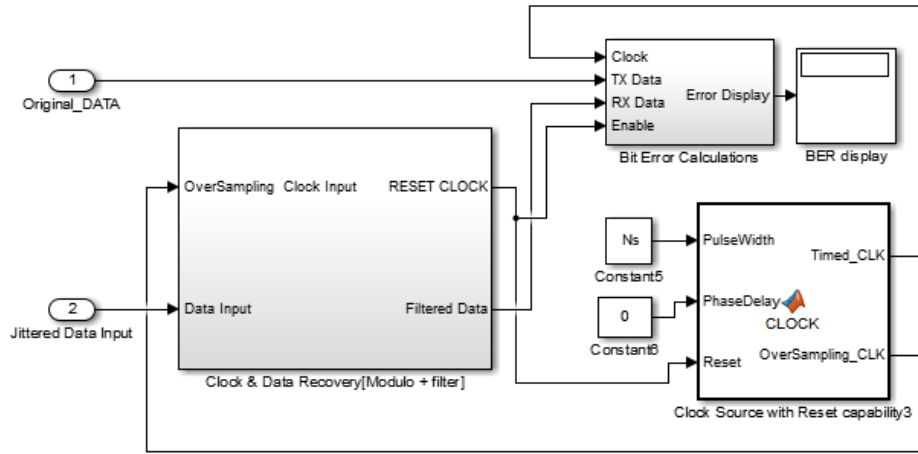 1
Original_DATA
Clock
TX Data
RX Data
Enable
Error Display
Bit Error Calculations
BER display
OverSampling Clock Input
RESET CLOCK
Data Input
Filtered Data
Clock & Data Recovery[Modulo + filter]
2
Jittered Data Input
Ns
Constant5
0
Constant6
PulseWidth
Timed_CLK
PhaseDelay
CLOCK
Reset
OverSampling_CLK
Clock Source with Reset capability3